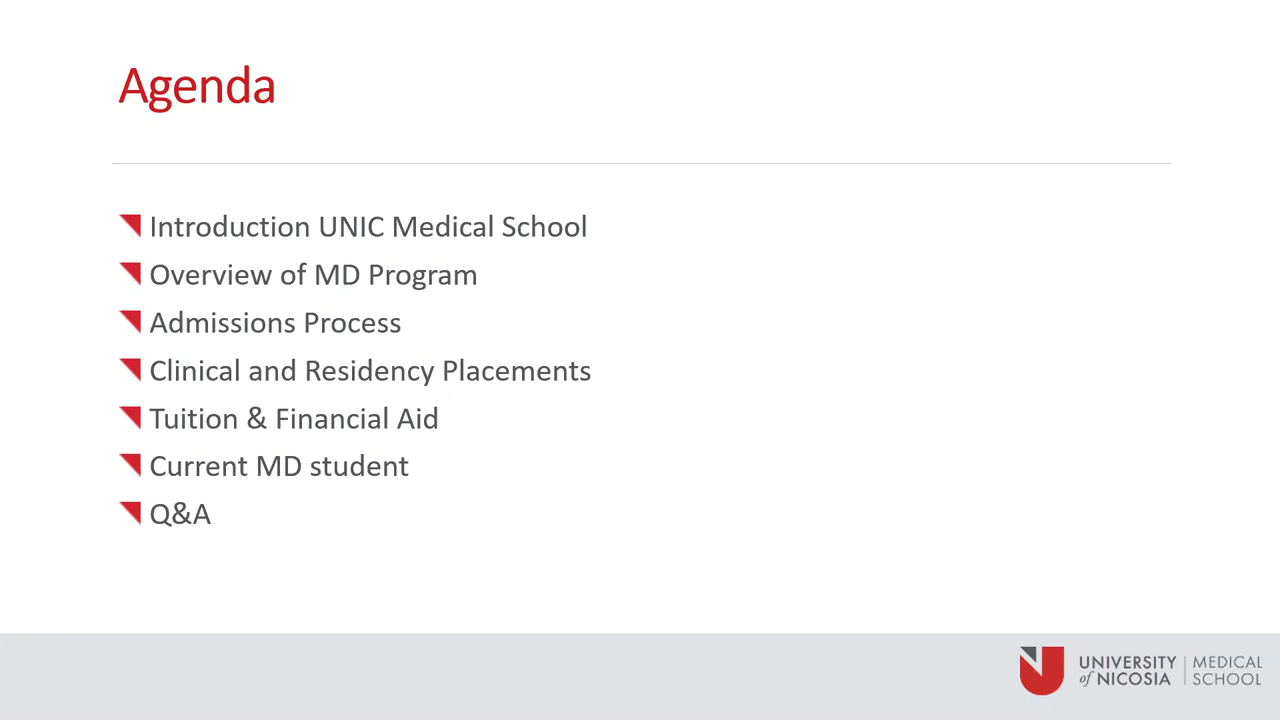 Agenda
Introduction UNIC Medical School
Overview of MD Program
Admissions Process
Clinical and Residency Placements
Tuition & Financial Aid
Current MD student
Q&A
UNIVERSITY of NICOSIA
MEDICAL SCHOOL